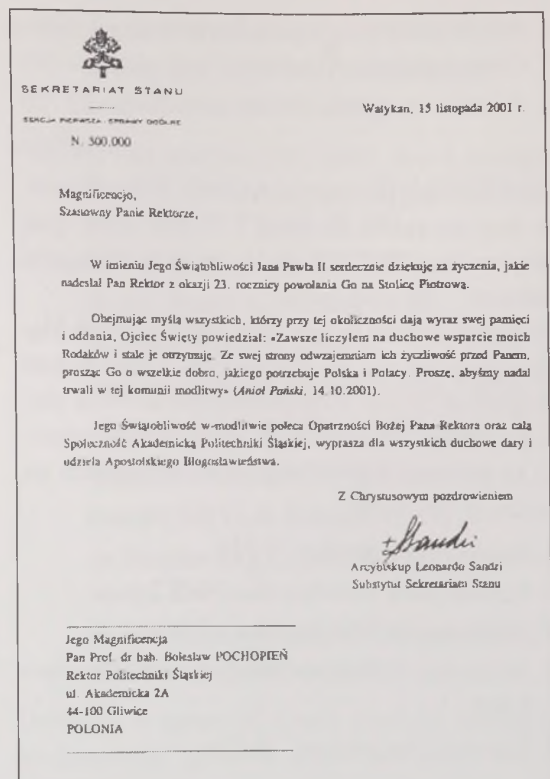 SEKRETARIAT STANU
SEKCJA PIERWSZA · SPRAWY OGÓLNE
N. 500.000
Watykan, 15 listopada 2001 r.
Magnificencjo,
Szanowny Panie Rektorze,
W imieniu Jego Świątobliwości Jana Pawła II serdecznie dziękuję za życzenia, jakie
nadesłał Pan Rektor z okazji 23. rocznicy powołania Go na Stolicę Piotrową.
Obejmując myślą wszystkich, którzy przy tej okoliczności dają wyraz swej pamięci
i oddania, Ojciec Święty powiedział: «Zawsze liczyłem na duchowe wsparcie moich
Rodaków i stale je otrzymuję. Ze swej strony odwzajemniam ich życzliwość przed Panem,
prosząc Go o wszelkie dobro, jakiego potrzebuje Polska i Polacy. Proszę, abyśmy nadal
trwali w tej komunii modlitwy» (Anioł Pański, 14.10.2001).
Jego Świątobliwość w modlitwie poleca Opatrzności Bożej Pana Rektora oraz całą
Społeczność Akademicką Politechniki Śląskiej, wyprasza dla wszystkich duchowe dary i
udziela Apostolskiego Błogosławieństwa.
Z Chrystusowym pozdrowieniem
+ Sandri
Arcybiskup Leonardo Sandri
Substytut Sekretariatu Stanu
Jego Magnificencja
Pan Prof. dr hab. Bolesław POCHOPIEŃ
Rektor Politechniki Śląskiej
ul. Akademicka 2A
44-100 Gliwice
POLONIA